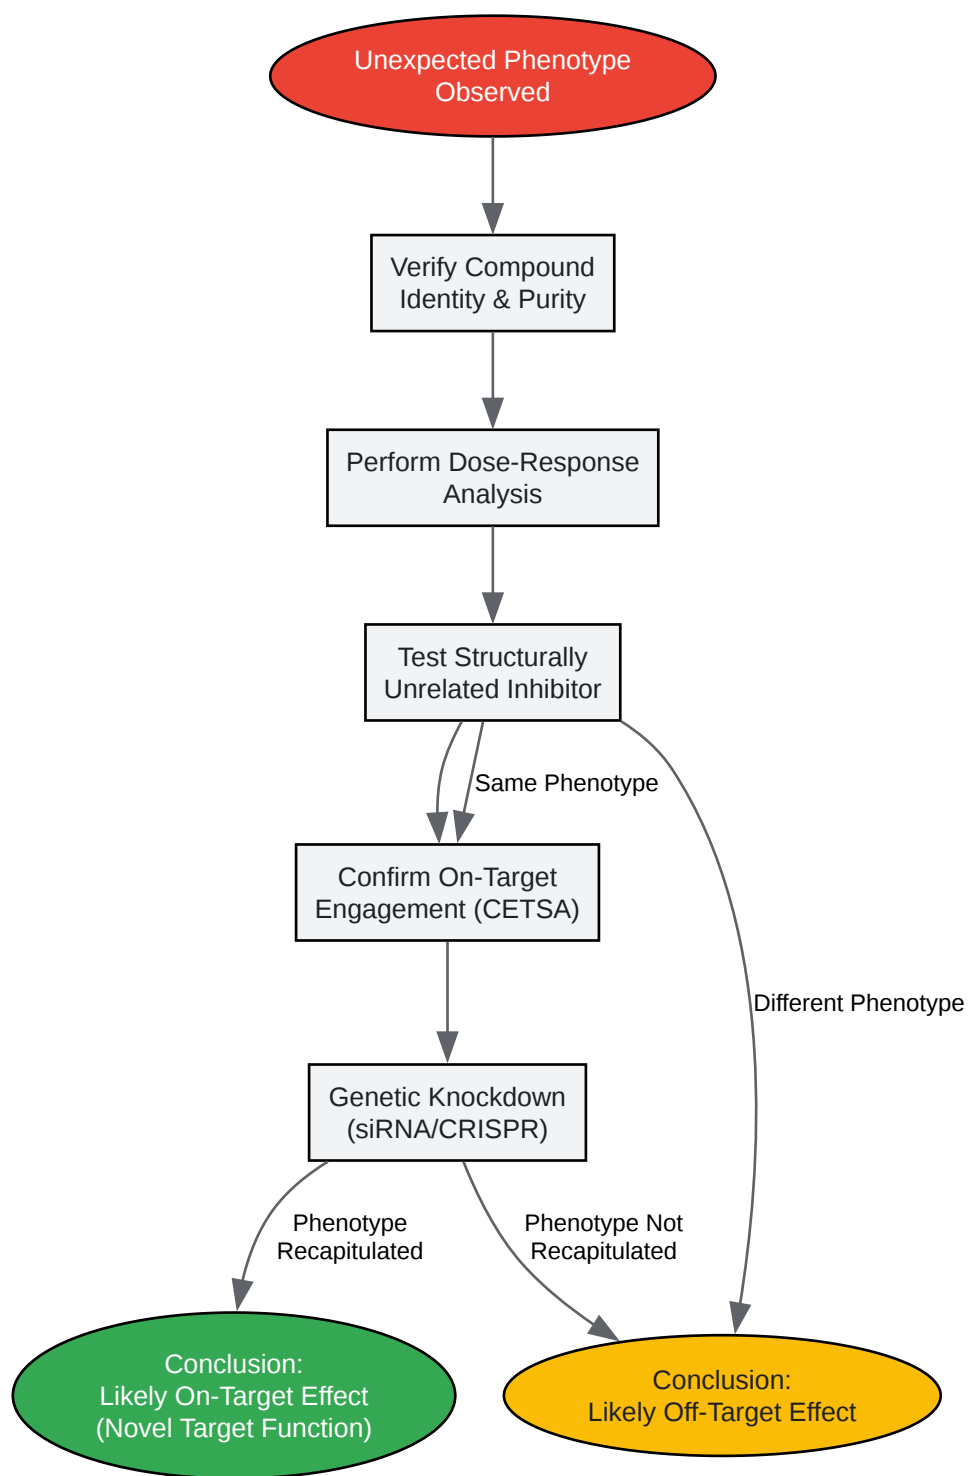 Unexpected Phenotype
Observed
Verify Compound
Identity & Purity
Perform Dose-Response
Analysis
Test Structurally
Unrelated Inhibitor
Same Phenotype
Confirm On-Target
Engagement (CETSA)
Different Phenotype
Genetic Knockdown
(siRNA/CRISPR)
Phenotype
Recapitulated
Phenotype Not
Recapitulated
Conclusion:
Likely On-Target Effect
(Novel Target Function)
Conclusion:
Likely Off-Target Effect